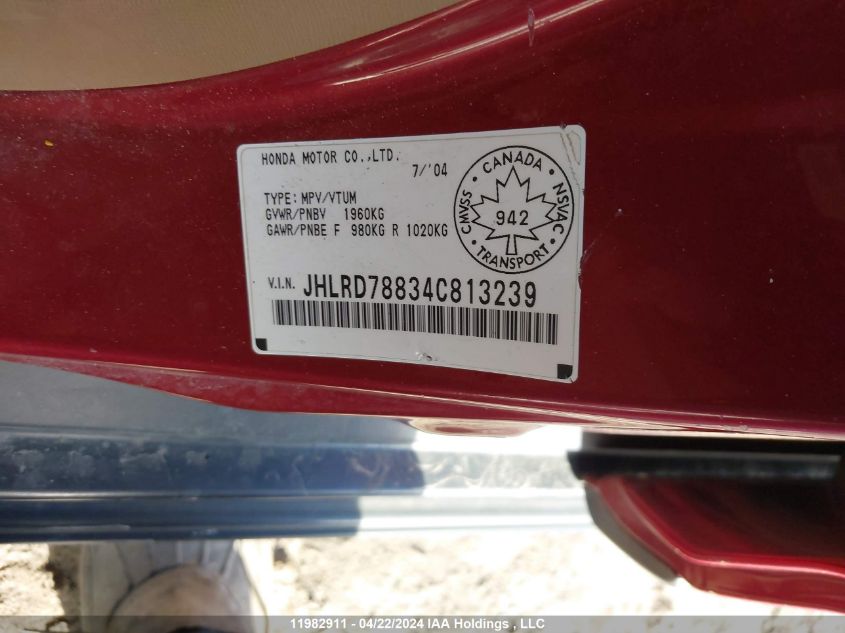 HONDA MOTOR CO.,LTD.
7/'04
TYPE: MPV/VTUM
GVWR/PNBV 1960KG
GAWR/PNBE F 980KG R 1020KG
CANADA
CMVSS
942
NSVAC
TRANSPORT
V.I.N. JHLRD78834C813239
11982911 - 04/22/2024 IAA Holdings , LLC